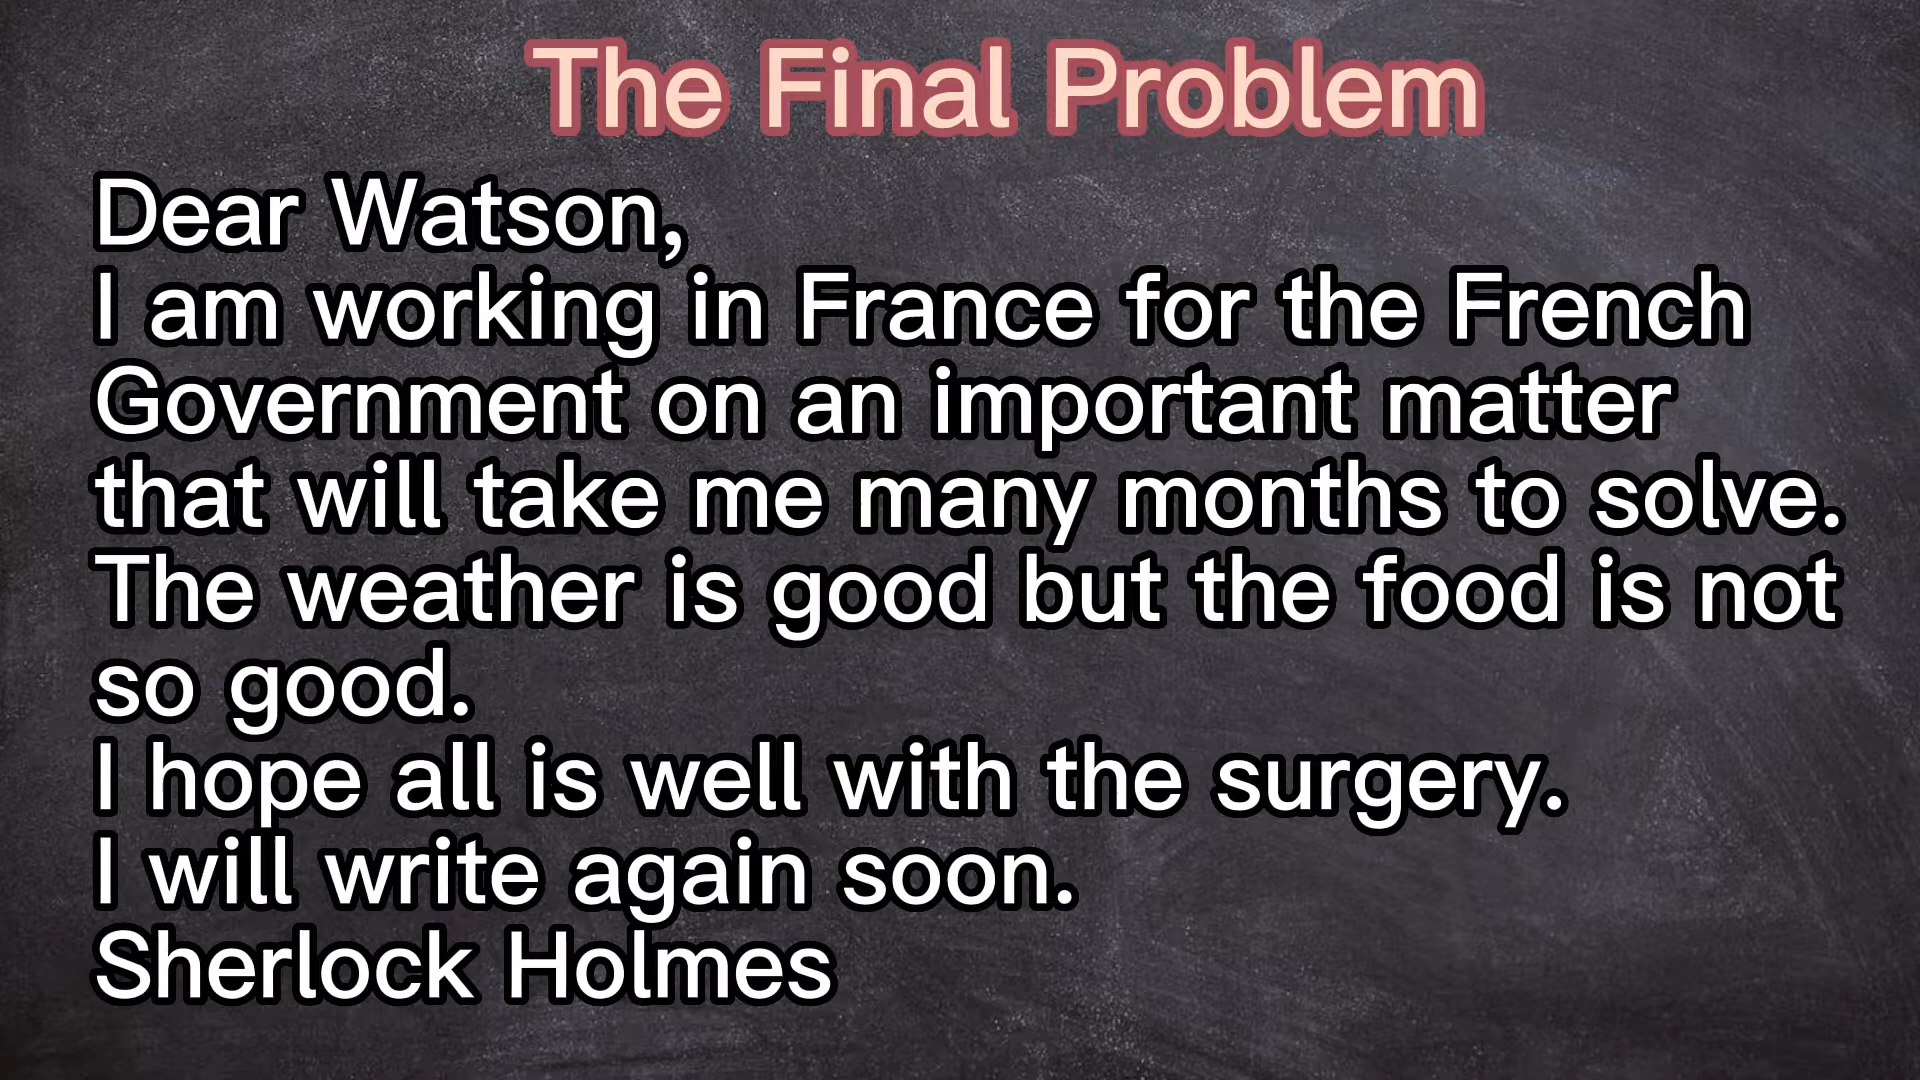 The Final Problem
Dear Watson,
I am working in France for the French
Government on an important matter
that will take me many months to solve.
The weather is good but the food is not
so good.
I hope all is well with the surgery.
I will write again soon.
Sherlock Holmes